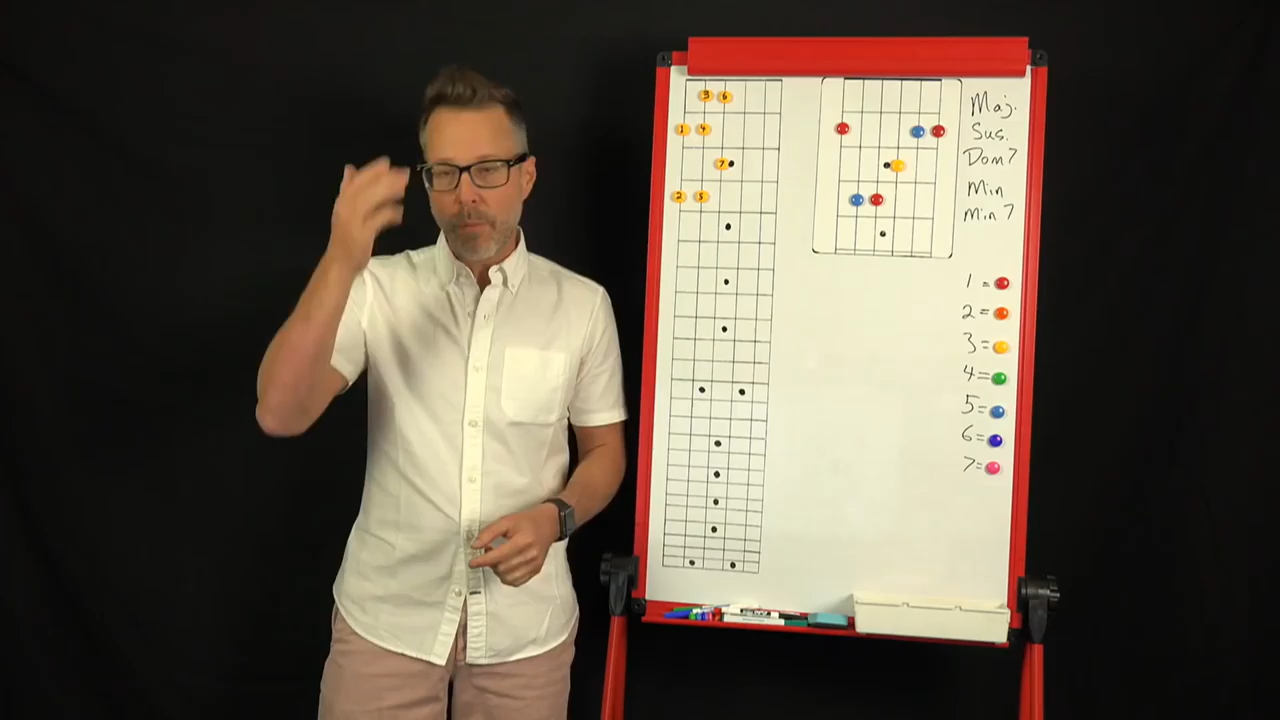 3 6
1 4
7
2 5
Maj.
Sus.
Dom7
Min
Min 7
1 =
2 =
3 =
4 =
5 =
6 =
7 =